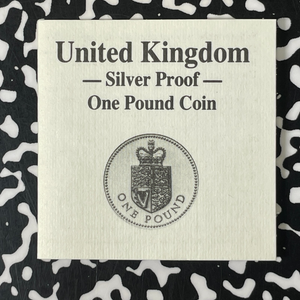 United Kingdom
— Silver Proof —
One Pound Coin
ONE POUND